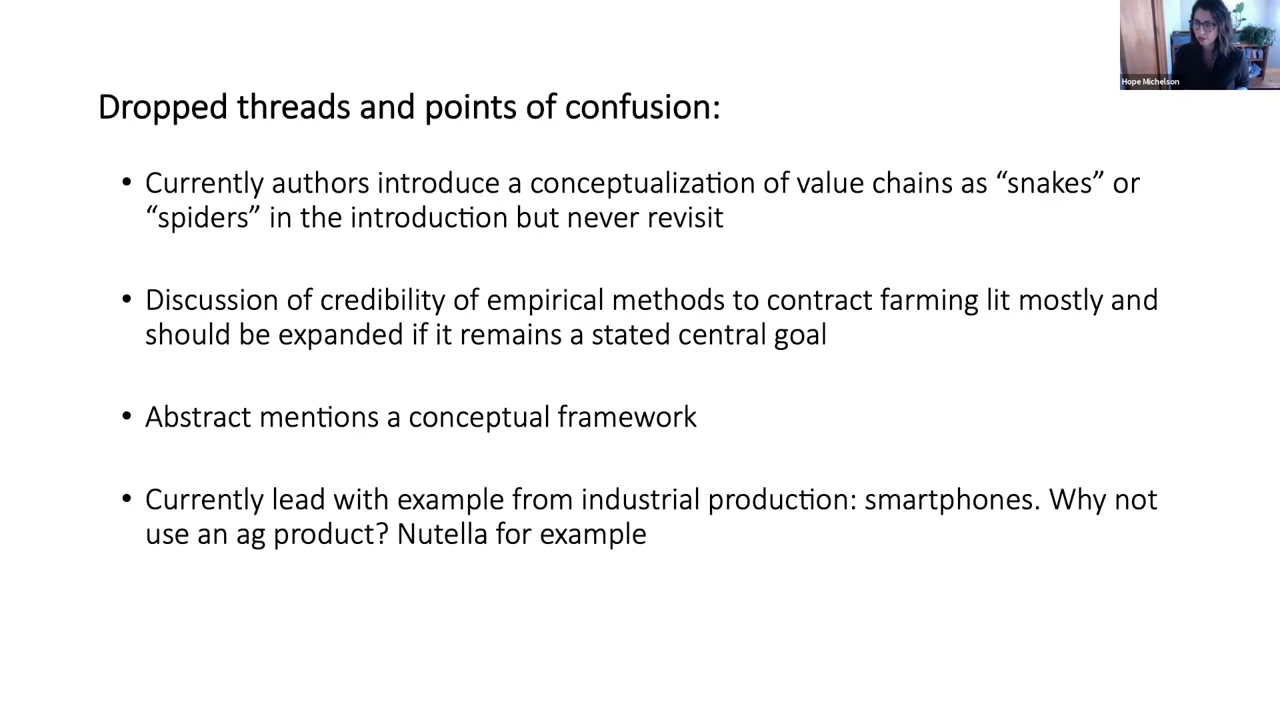 Hope Michelson
Dropped threads and points of confusion:
• Currently authors introduce a conceptualization of value chains as “snakes” or
“spiders” in the introduction but never revisit
• Discussion of credibility of empirical methods to contract farming lit mostly and
should be expanded if it remains a stated central goal
• Abstract mentions a conceptual framework
• Currently lead with example from industrial production: smartphones. Why not
use an ag product? Nutella for example